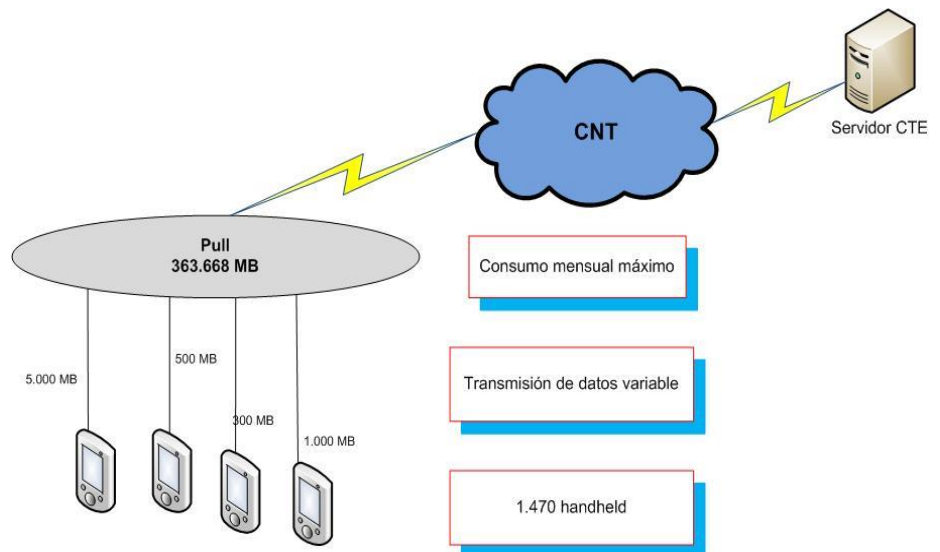 CNT
Servidor CTE
Pull
363.668 MB
Consumo mensual máximo
5.000 MB
500 MB
300 MB
1.000 MB
Transmisión de datos variable
1.470 handheld